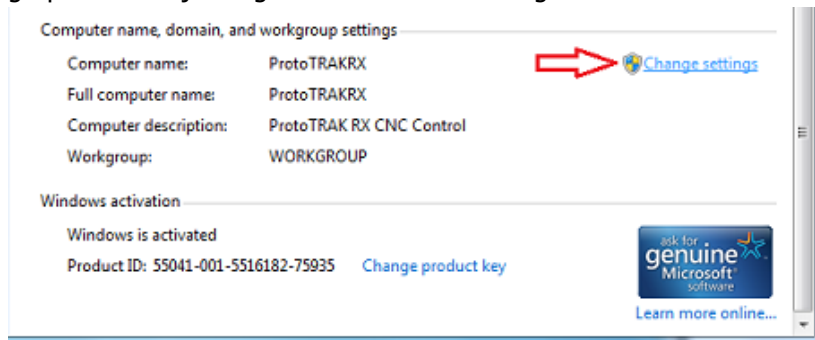 Computer name, domain, and workgroup settings
Computer name: ProtoTRAKRX Change settings
Full computer name: ProtoTRAKRX
Computer description: ProtoTRAK RX CNC Control
Workgroup: WORKGROUP
Windows activation
Windows is activated
Product ID: 55041-001-5516182-75935 Change product key
ask for
genuine
Microsoft
software
Learn more online...